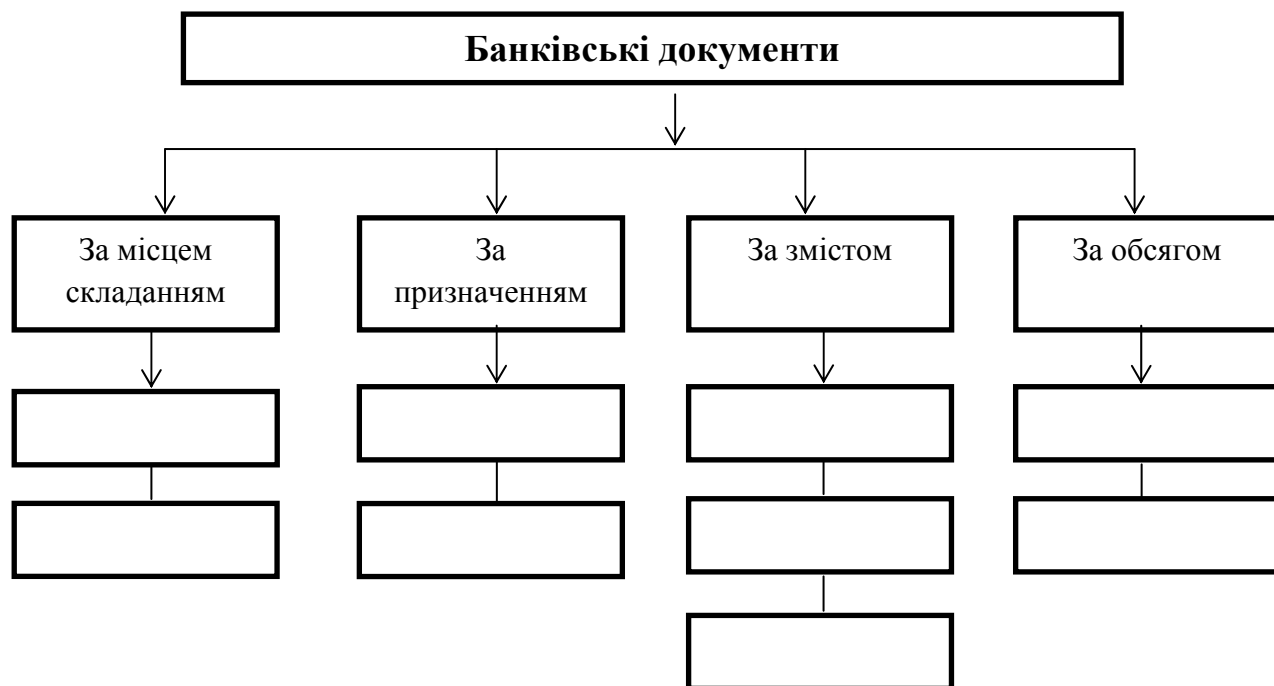 Банківські документи
За місцем
складанням
За
призначенням
За змістом
За обсягом